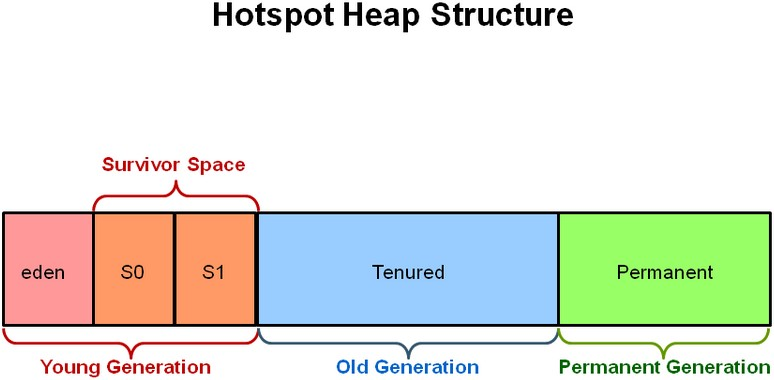 Hotspot Heap Structure
Survivor Space
eden S0 S1 Tenured Permanent
Young Generation Old Generation Permanent Generation